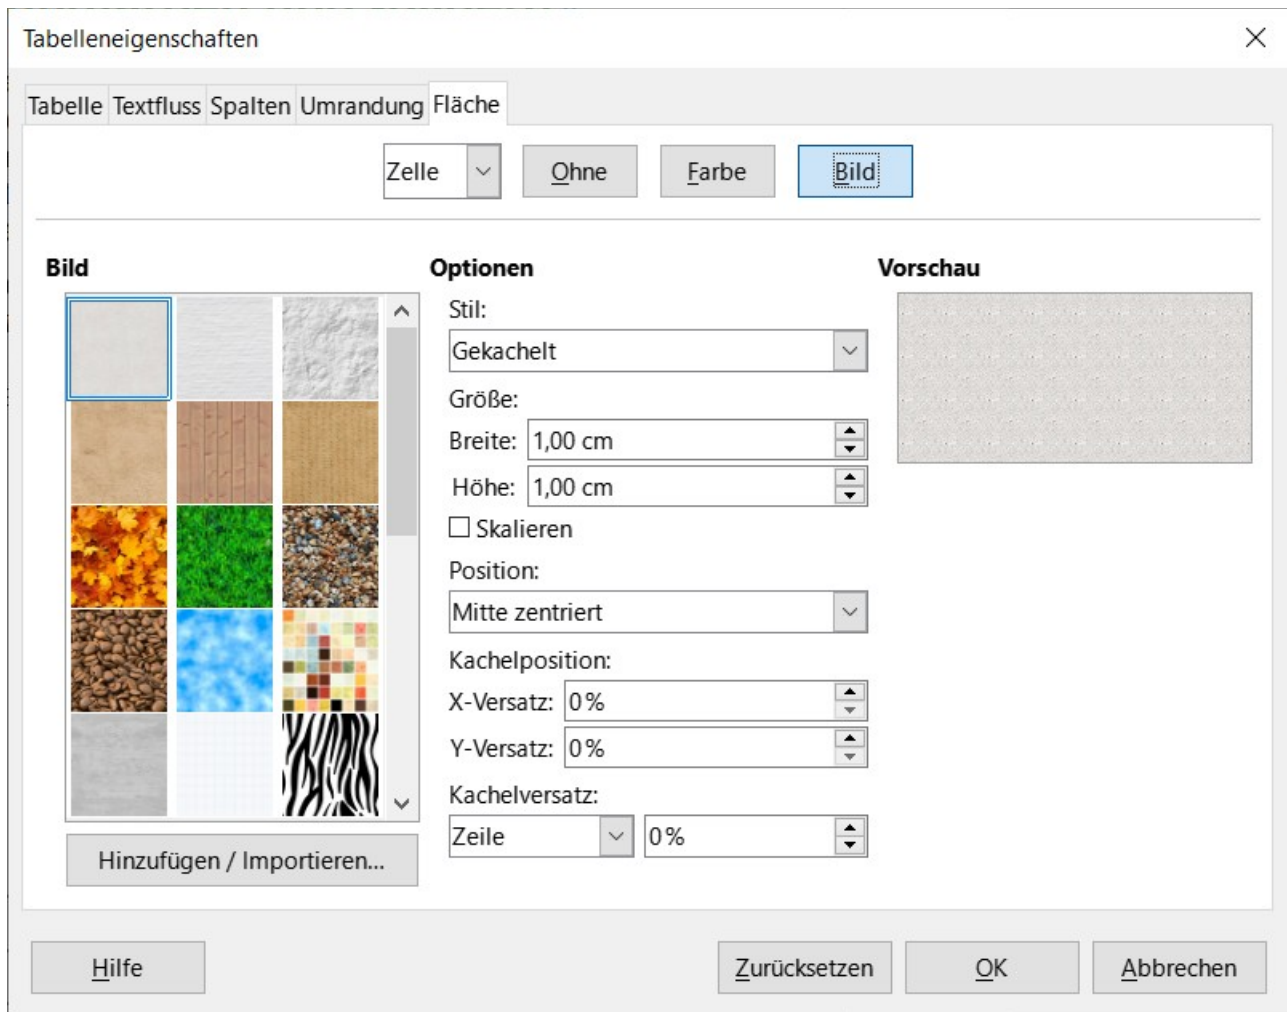 Tabelleneigenschaften
Tabelle Textfluss Spalten Umrandung Fläche
Zelle Ohne Farbe Bild
Bild
Hinzufügen / Importieren...
Optionen
Stil:
Gekachelt
Größe:
Breite: 1,00 cm
Höhe: 1,00 cm
Skalieren
Position:
Mitte zentriert
Kachelposition:
X-Versatz: 0%
Y-Versatz: 0%
Kachelversatz:
Zeile 0%
Vorschau
Hilfe Zurücksetzen OK Abbrechen